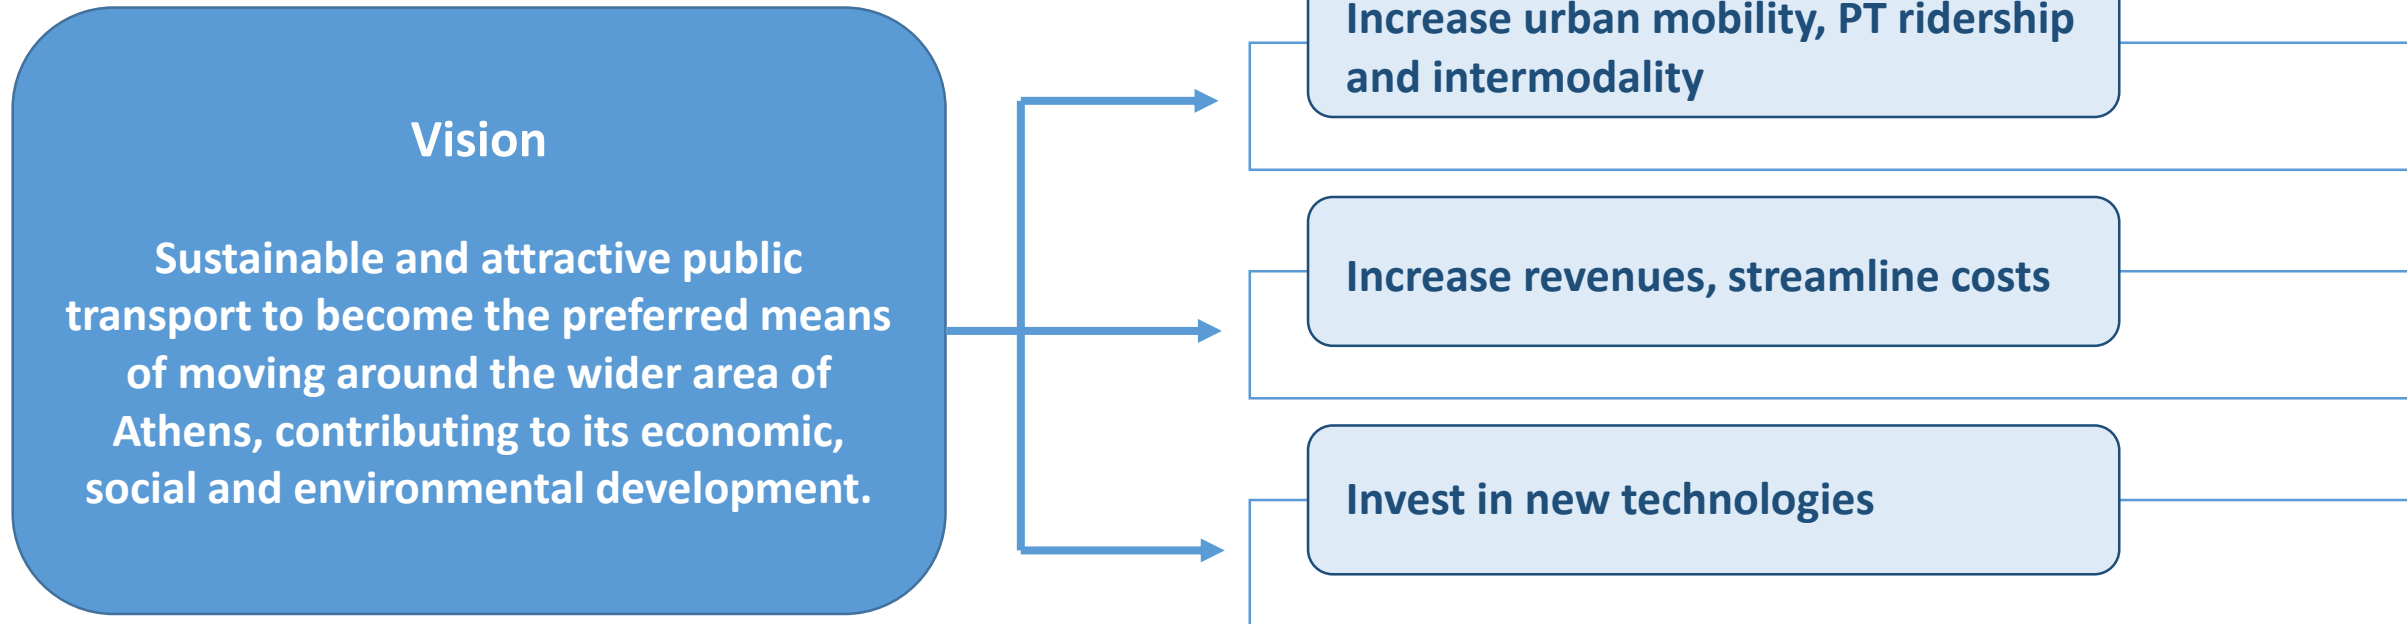 Vision
Sustainable and attractive public
transport to become the preferred means
of moving around the wider area of
Athens, contributing to its economic,
social and environmental development.
Increase urban mobility, PT ridership
and intermodality
Increase revenues, streamline costs
Invest in new technologies